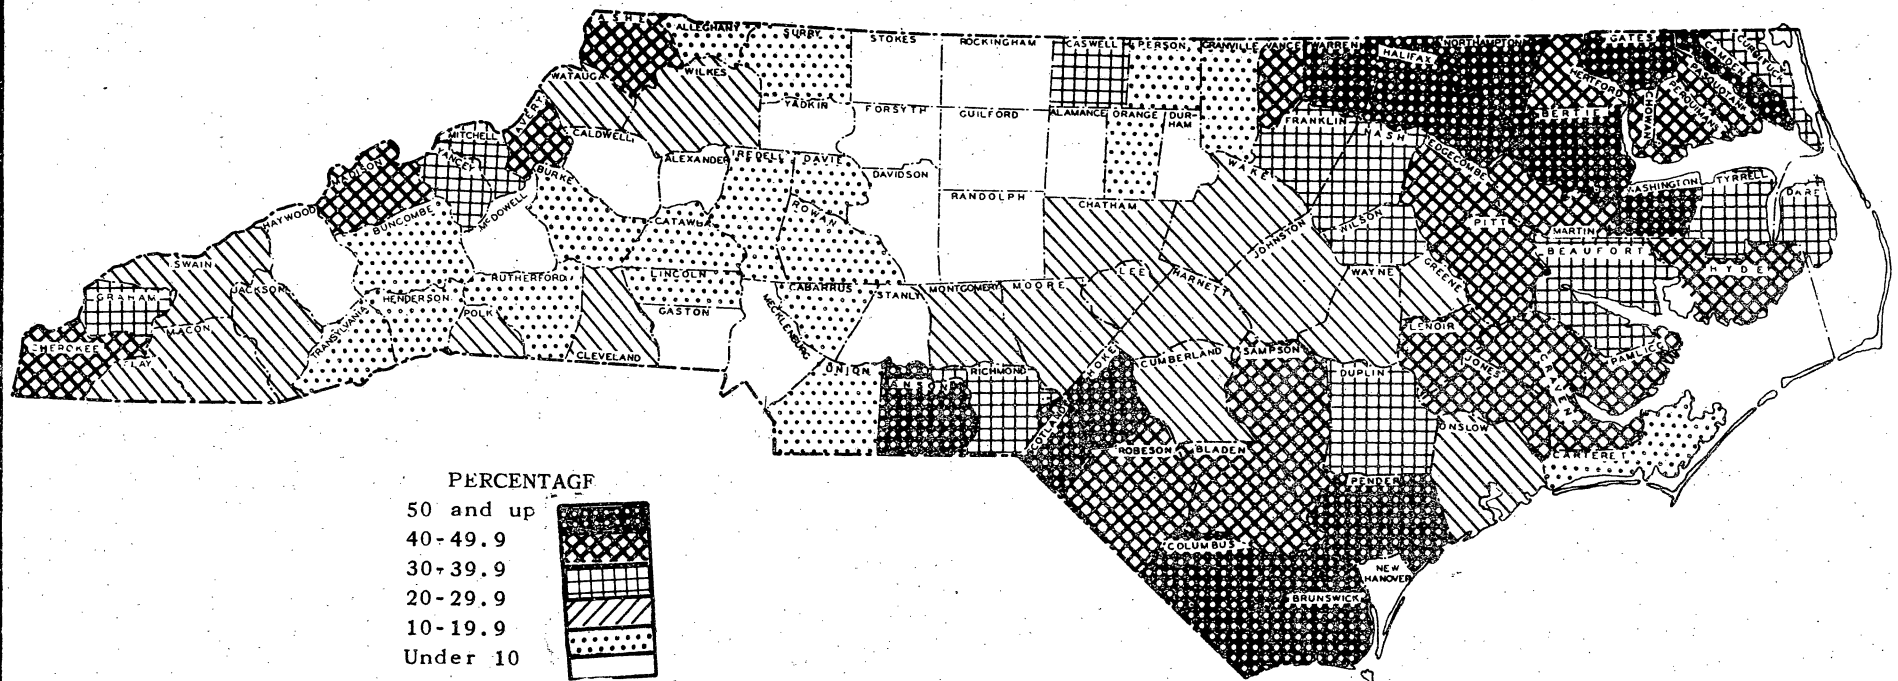 ASHE
ALLEGHANY
SURRY
STOKES
ROCKINGHAM
CASWELL
PERSON
GRANVILLE
VANCE
WARREN
HALIFAX
NORTHAMPTON
GATES
CAMDEN
CURRITUCK
WATAUGA
WILKES
YADKIN
FORSYTH
GUILFORD
ALAMANCE
ORANGE
DUR-
HAM
FRANKLIN
NASH
HERTFORD
BERTIE
CHOWAN
PERQUIMANS
PASQUOTANK
AVERY
MITCHELL
YANCEY
CALDWELL
ALEXANDER
IREDELL
DAVIE
DAVIDSON
RANDOLPH
CHATHAM
WAKE
EDGECOMBE
WASHINGTON
TYRRELL
DARE
MADISON
BURKE
MCDOWELL
BUNCOMBE
HAYWOOD
CATAWBA
ROWAN
JOHNSTON
WILSON
PITT
MARTIN
BEAUFORT
HYDE
SWAIN
JACKSON
GRAHAM
RUTHERFORD
LINCOLN
CABARRUS
STANLY
MONTGOMERY
MOORE
LEE
HARNETT
WAYNE
GREENE
HENDERSON
POLK
TRANSYLVANIA
MACON
CLEVELAND
GASTON
MECKLENBURG
LENOIR
CHEROKEE
CLAY
UNION
ANSON
RICHMOND
HOKE
CUMBERLAND
SAMPSON
DUPLIN
JONES
CRAVEN
PAMLICO
SCOTLAND
ROBESON
BLADEN
ONSLOW
CARTERET
PENDER
COLUMBUS
NEW
HANOVER
BRUNSWICK
PERCENTAGE
50 and up
40-49.9
30-39.9
20-29.9
10-19.9
Under 10